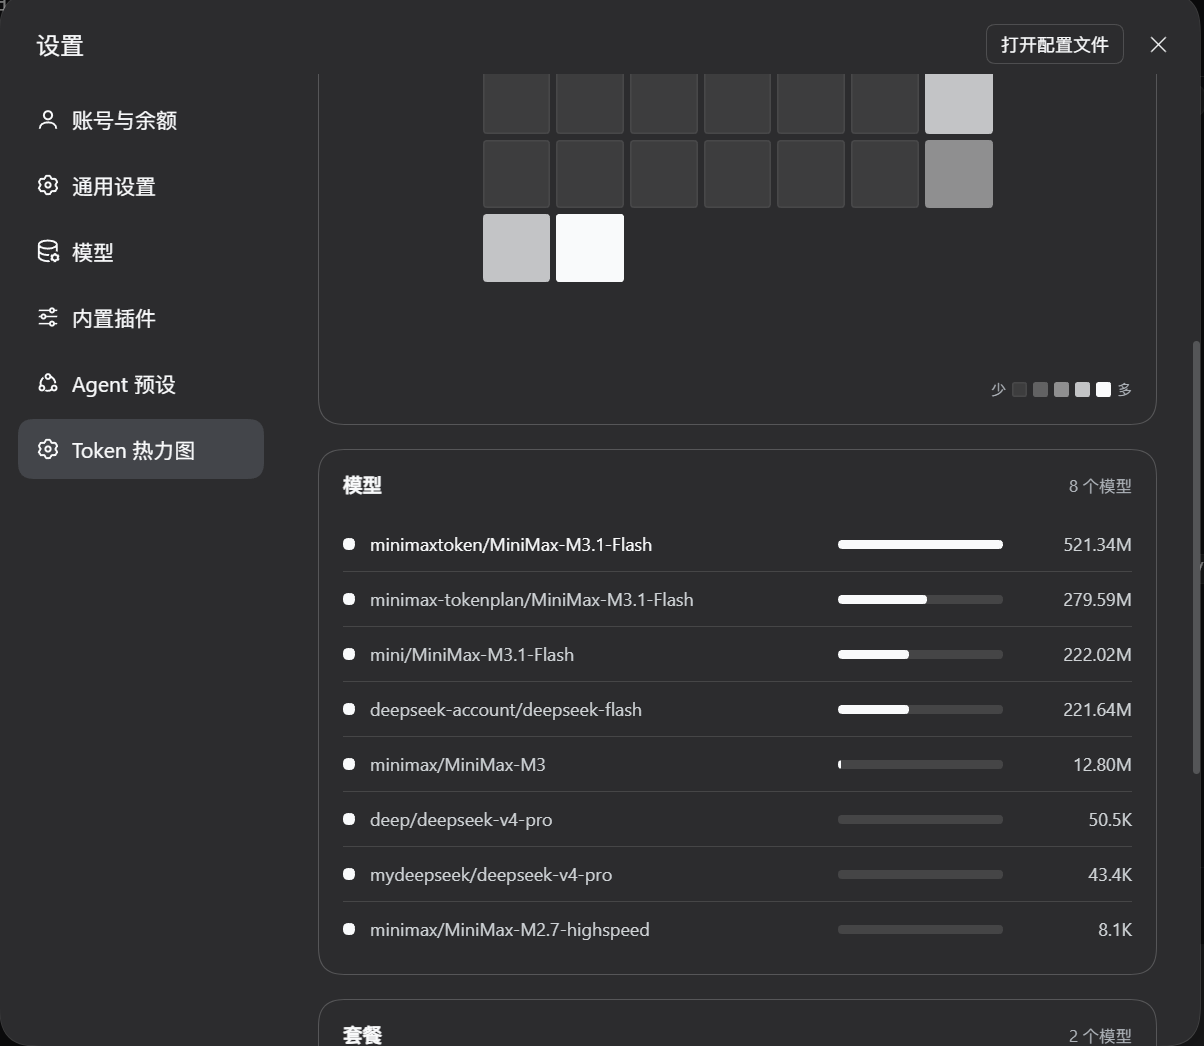 设置
打开配置文件
账号与余额
通用设置
模型
内置插件
Agent 预设
Token 热力图
少 多
模型 8 个模型
minimaxtoken/MiniMax-M3.1-Flash 521.34M
minimax-tokenplan/MiniMax-M3.1-Flash 279.59M
mini/MiniMax-M3.1-Flash 222.02M
deepseek-account/deepseek-flash 221.64M
minimax/MiniMax-M3 12.80M
deep/deepseek-v4-pro 50.5K
mydeepseek/deepseek-v4-pro 43.4K
minimax/MiniMax-M2.7-highspeed 8.1K
套餐 2 个模型